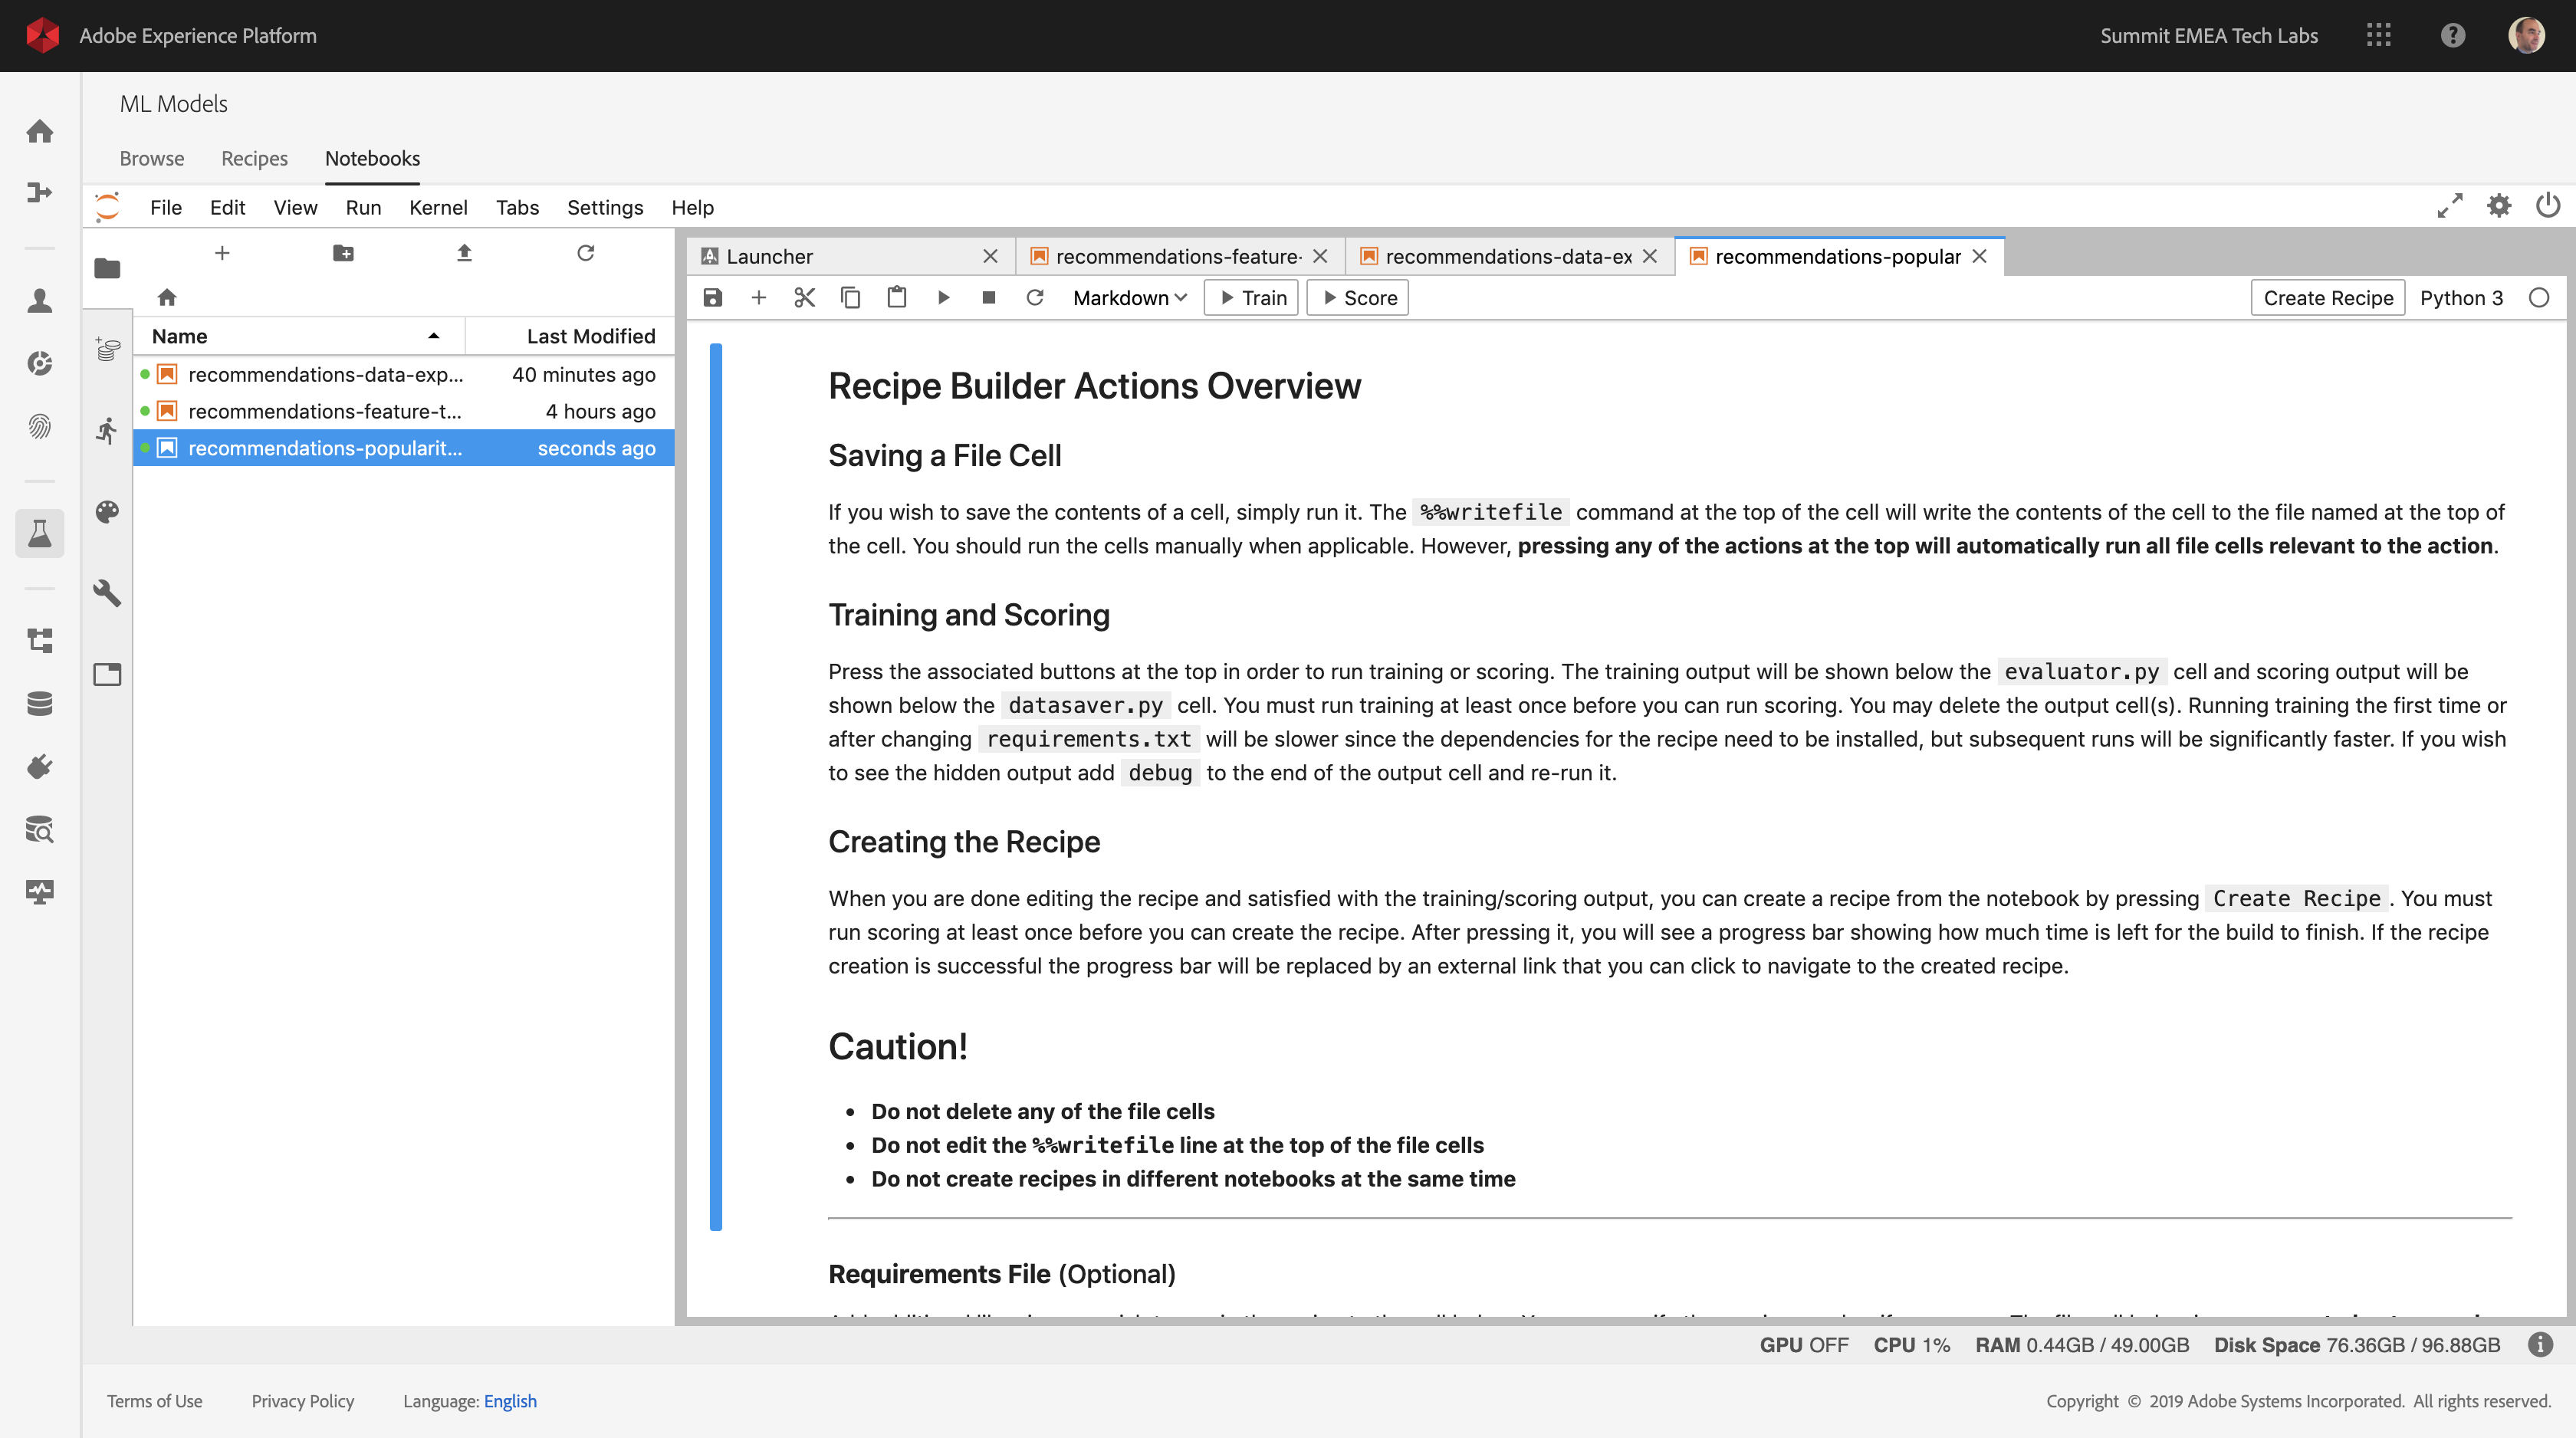 Adobe Experience Platform
Summit EMEA Tech Labs
ML Models
Browse Recipes Notebooks
File Edit View Run Kernel Tabs Settings Help
Launcher recommendations-feature- recommendations-data-ex recommendations-popular
Markdown Train Score Create Recipe Python 3
Name Last Modified
recommendations-data-exp... 40 minutes ago
recommendations-feature-t... 4 hours ago
recommendations-popularit... seconds ago
Recipe Builder Actions Overview
Saving a File Cell
If you wish to save the contents of a cell, simply run it. The %%writefile command at the top of the cell will write the contents of the cell to the file named at the top of
the cell. You should run the cells manually when applicable. However, pressing any of the actions at the top will automatically run all file cells relevant to the action.
Training and Scoring
Press the associated buttons at the top in order to run training or scoring. The training output will be shown below the evaluator.py cell and scoring output will be
shown below the datasaver.py cell. You must run training at least once before you can run scoring. You may delete the output cell(s). Running training the first time or
after changing requirements.txt will be slower since the dependencies for the recipe need to be installed, but subsequent runs will be significantly faster. If you wish
to see the hidden output add debug to the end of the output cell and re-run it.
Creating the Recipe
When you are done editing the recipe and satisfied with the training/scoring output, you can create a recipe from the notebook by pressing Create Recipe. You must
run scoring at least once before you can create the recipe. After pressing it, you will see a progress bar showing how much time is left for the build to finish. If the recipe
creation is successful the progress bar will be replaced by an external link that you can click to navigate to the created recipe.
Caution!
• Do not delete any of the file cells
• Do not edit the %%writefile line at the top of the file cells
• Do not create recipes in different notebooks at the same time
Requirements File (Optional)
GPU OFF CPU 1% RAM 0.44GB / 49.00GB Disk Space 76.36GB / 96.88GB
Terms of Use Privacy Policy Language: English
Copyright © 2019 Adobe Systems Incorporated. All rights reserved.